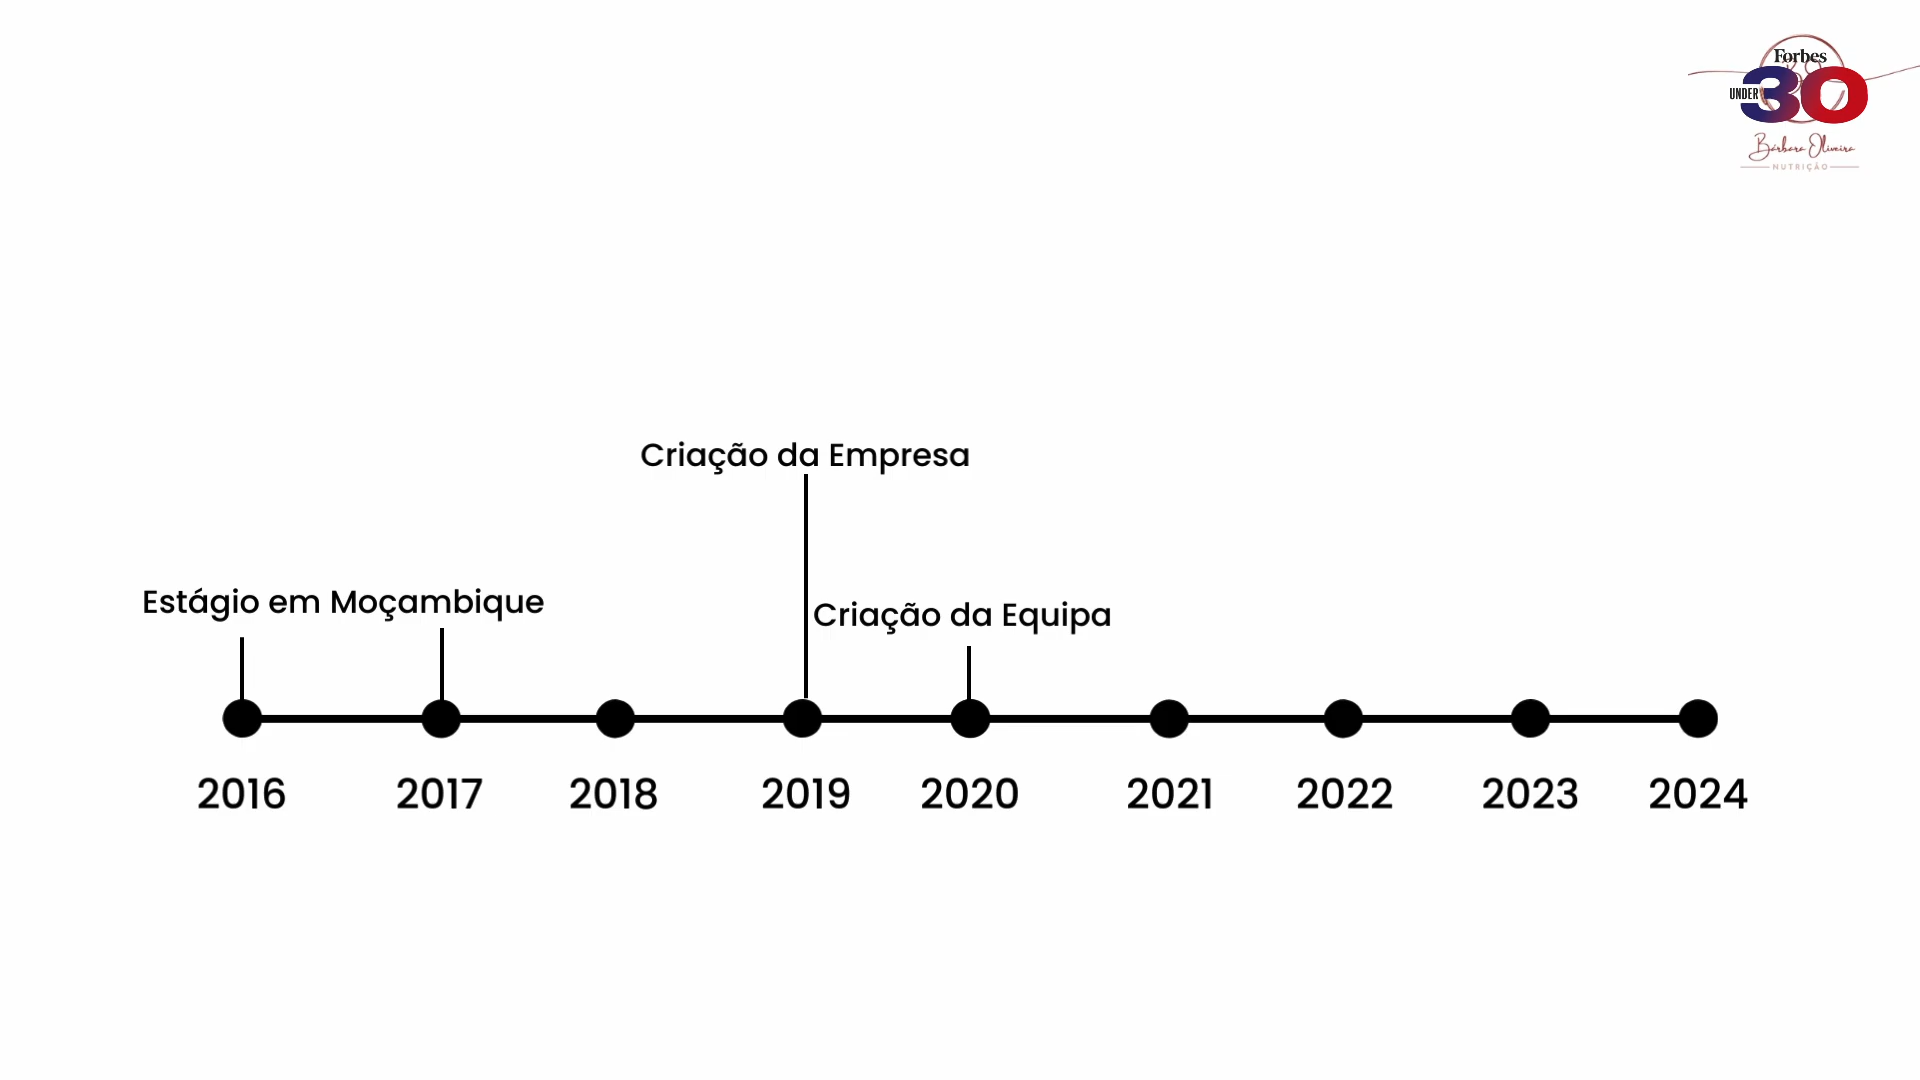 Forbes
UNDER 30
Bárbara Oliveira
NUTRIÇÃO
Criação da Empresa
Estágio em Moçambique
Criação da Equipa
2016 2017 2018 2019 2020 2021 2022 2023 2024